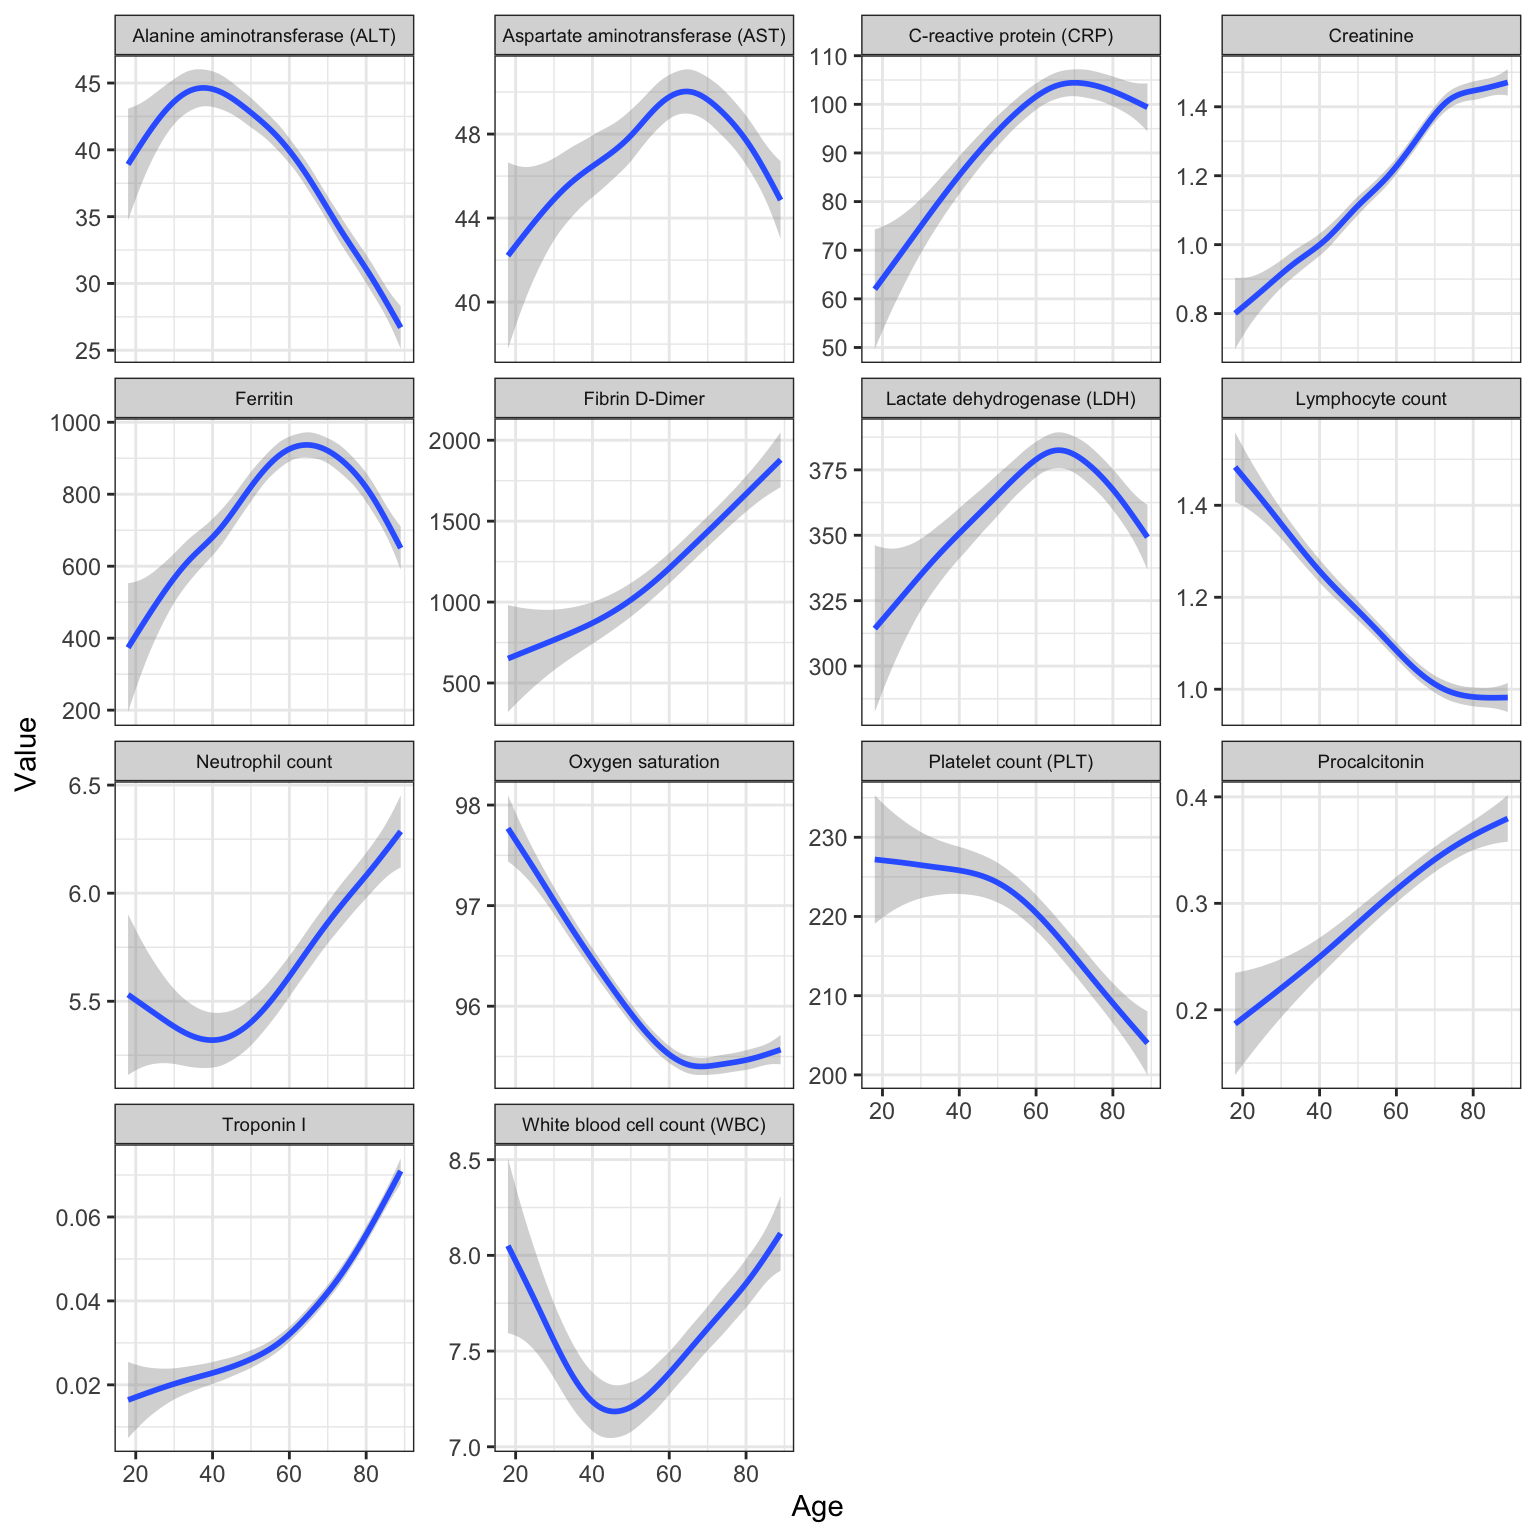 Alanine aminotransferase (ALT)
Aspartate aminotransferase (AST)
C-reactive protein (CRP)
Creatinine
45
40
35
30
25
48
44
40
110
100
90
80
70
60
50
1.4
1.2
1.0
0.8
Ferritin
Fibrin D-Dimer
Lactate dehydrogenase (LDH)
Lymphocyte count
1000
800
600
400
200
2000
1500
1000
500
375
350
325
300
1.4
1.2
1.0
Neutrophil count
Oxygen saturation
Platelet count (PLT)
Procalcitonin
6.5
6.0
5.5
98
97
96
230
220
210
200
0.4
0.3
0.2
20 40 60 80
20 40 60 80
Troponin I
White blood cell count (WBC)
0.06
0.04
0.02
8.5
8.0
7.5
7.0
20 40 60 80
20 40 60 80
Value
Age